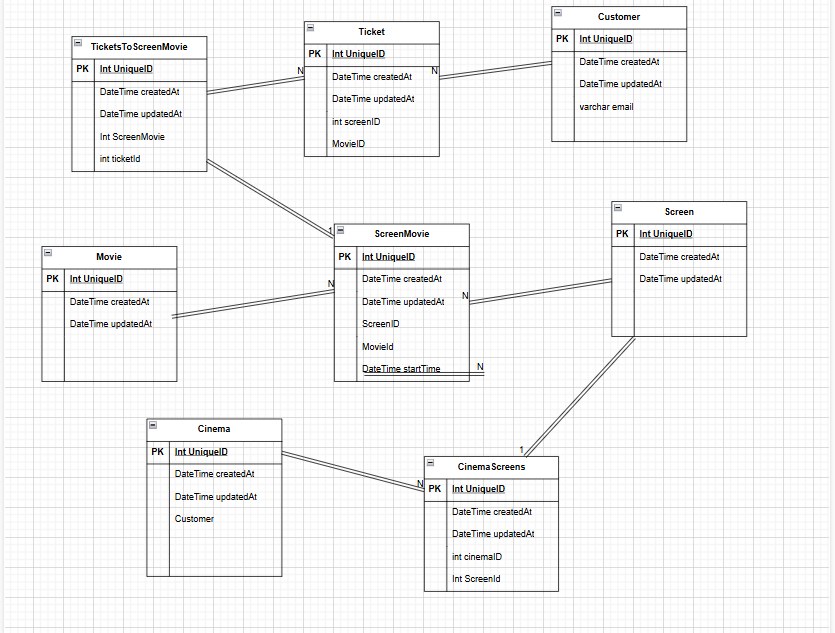 TicketsToScreenMovie
PK Int UniqueID
DateTime createdAt
DateTime updatedAt
Int ScreenMovie
int ticketId
Ticket
PK Int UniqueID
DateTime createdAt
DateTime updatedAt
int screenID
MovieID
N
N
Customer
PK Int UniqueID
DateTime createdAt
DateTime updatedAt
varchar email
Movie
PK Int UniqueID
DateTime createdAt
DateTime updatedAt
1
N
ScreenMovie
PK Int UniqueID
DateTime createdAt
DateTime updatedAt
ScreenID
MovieId
DateTime startTime
N
N
Screen
PK Int UniqueID
DateTime createdAt
DateTime updatedAt
Cinema
PK Int UniqueID
DateTime createdAt
DateTime updatedAt
Customer
1
N
CinemaScreens
PK Int UniqueID
DateTime createdAt
DateTime updatedAt
int cinemaID
Int ScreenId